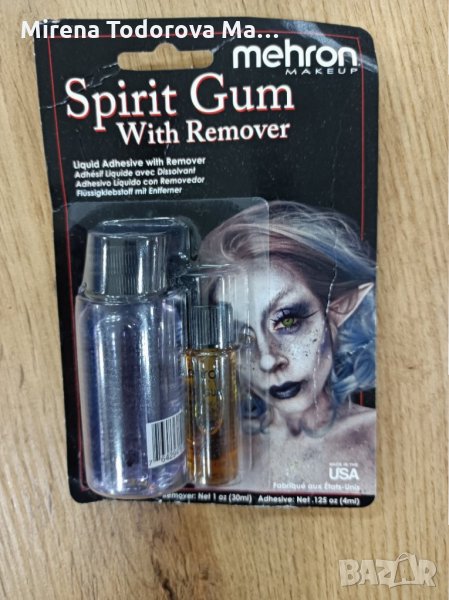 Mirena Todorova Ma...
mehron
MAKEUP
Spirit Gum
With Remover
Liquid Adhesive with Remover
Adhésif Liquide avec Dissolvant
Adhesivo Líquido con Removedor
Flüssigklebstoff mit Entferner
MADE IN THE
USA
Fabriqué aux États-Unis
Remover: Net 1 oz (30ml) Adhesive: Net .125 oz (4ml)
BAZAR